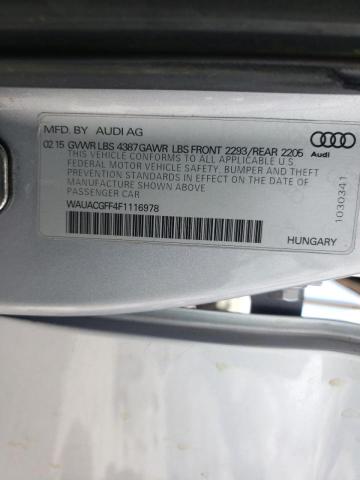 MFD. BY AUDI AG
02 15 GVWR LBS 4387 GAWR LBS FRONT 2293/REAR 2205
THIS VEHICLE CONFORMS TO ALL APPLICABLE U.S
FEDERAL MOTOR VEHICLE SAFETY, BUMPER AND THEFT
PREVENTION STANDARDS IN EFFECT ON THE DATE OF
MANUFACTURE SHOWN ABOVE
PASSENGER CAR
WAUACGFF4F1116978
HUNGARY
Audi
1030341